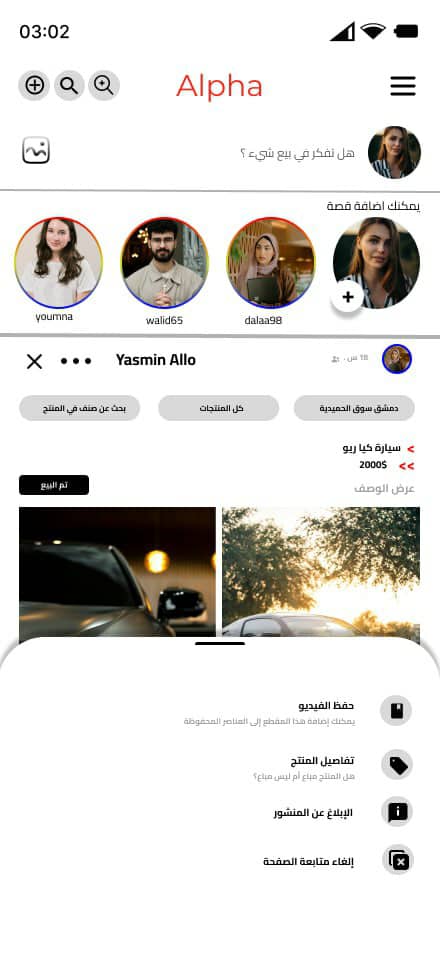 03:02
Alpha
هل تفكر في بيع شيء ؟
يمكنك اضافة قصة
youmna
walid65
dalaa98
Yasmin Allo
18 س .
دمشق سوق الحميدية
كل المنتجات
بحث عن صنف في المنتج
> سيارة كيا ريو
>> 2000$
عرض الوصف
تم البيع
حفظ الفيديو
يمكنك إضافة هذا المقطع إلى العناصر المحفوظة
تفاصيل المنتج
هل المنتج مباع أم ليس مباع؟
الإبلاغ عن المنشور
إلغاء متابعة الصفحة